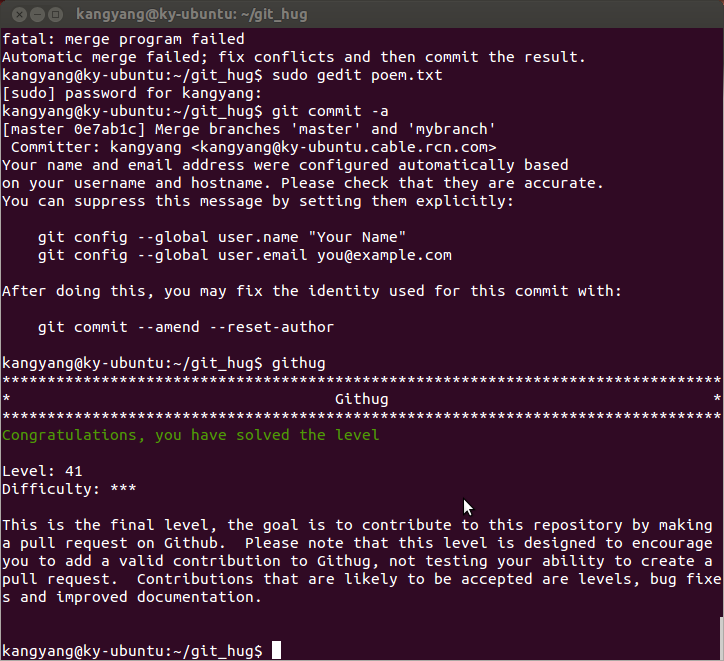 kangyang@ky-ubuntu: ~/git_hug
fatal: merge program failed
Automatic merge failed; fix conflicts and then commit the result.
kangyang@ky-ubuntu:~/git_hug$ sudo gedit poem.txt
[sudo] password for kangyang:
kangyang@ky-ubuntu:~/git_hug$ git commit -a
[master 0e7ab1c] Merge branches 'master' and 'mybranch'
 Committer: kangyang <kangyang@ky-ubuntu.cable.rcn.com>
Your name and email address were configured automatically based
on your username and hostname. Please check that they are accurate.
You can suppress this message by setting them explicitly:
    git config --global user.name "Your Name"
    git config --global user.email you@example.com
After doing this, you may fix the identity used for this commit with:
    git commit --amend --reset-author
kangyang@ky-ubuntu:~/git_hug$ githug
********************************************************************************
*                                    Githug                                    *
********************************************************************************
Congratulations, you have solved the level
Level: 41
Difficulty: ***
This is the final level, the goal is to contribute to this repository by making
a pull request on Github.  Please note that this level is designed to encourage
you to add a valid contribution to Githug, not testing your ability to create a
pull request.  Contributions that are likely to be accepted are levels, bug fixe
s and improved documentation.
kangyang@ky-ubuntu:~/git_hug$